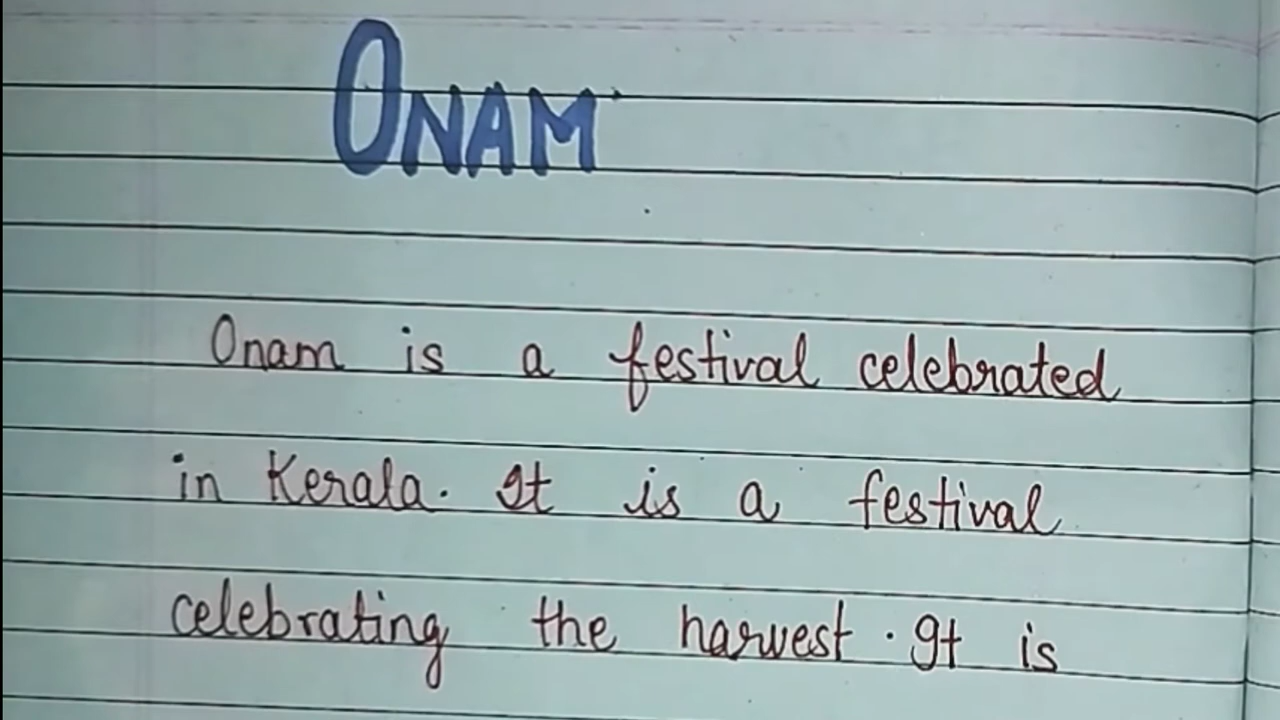 ONAM
Onam is a festival celebrated
in Kerala. It is a festival
celebrating the harvest. It is